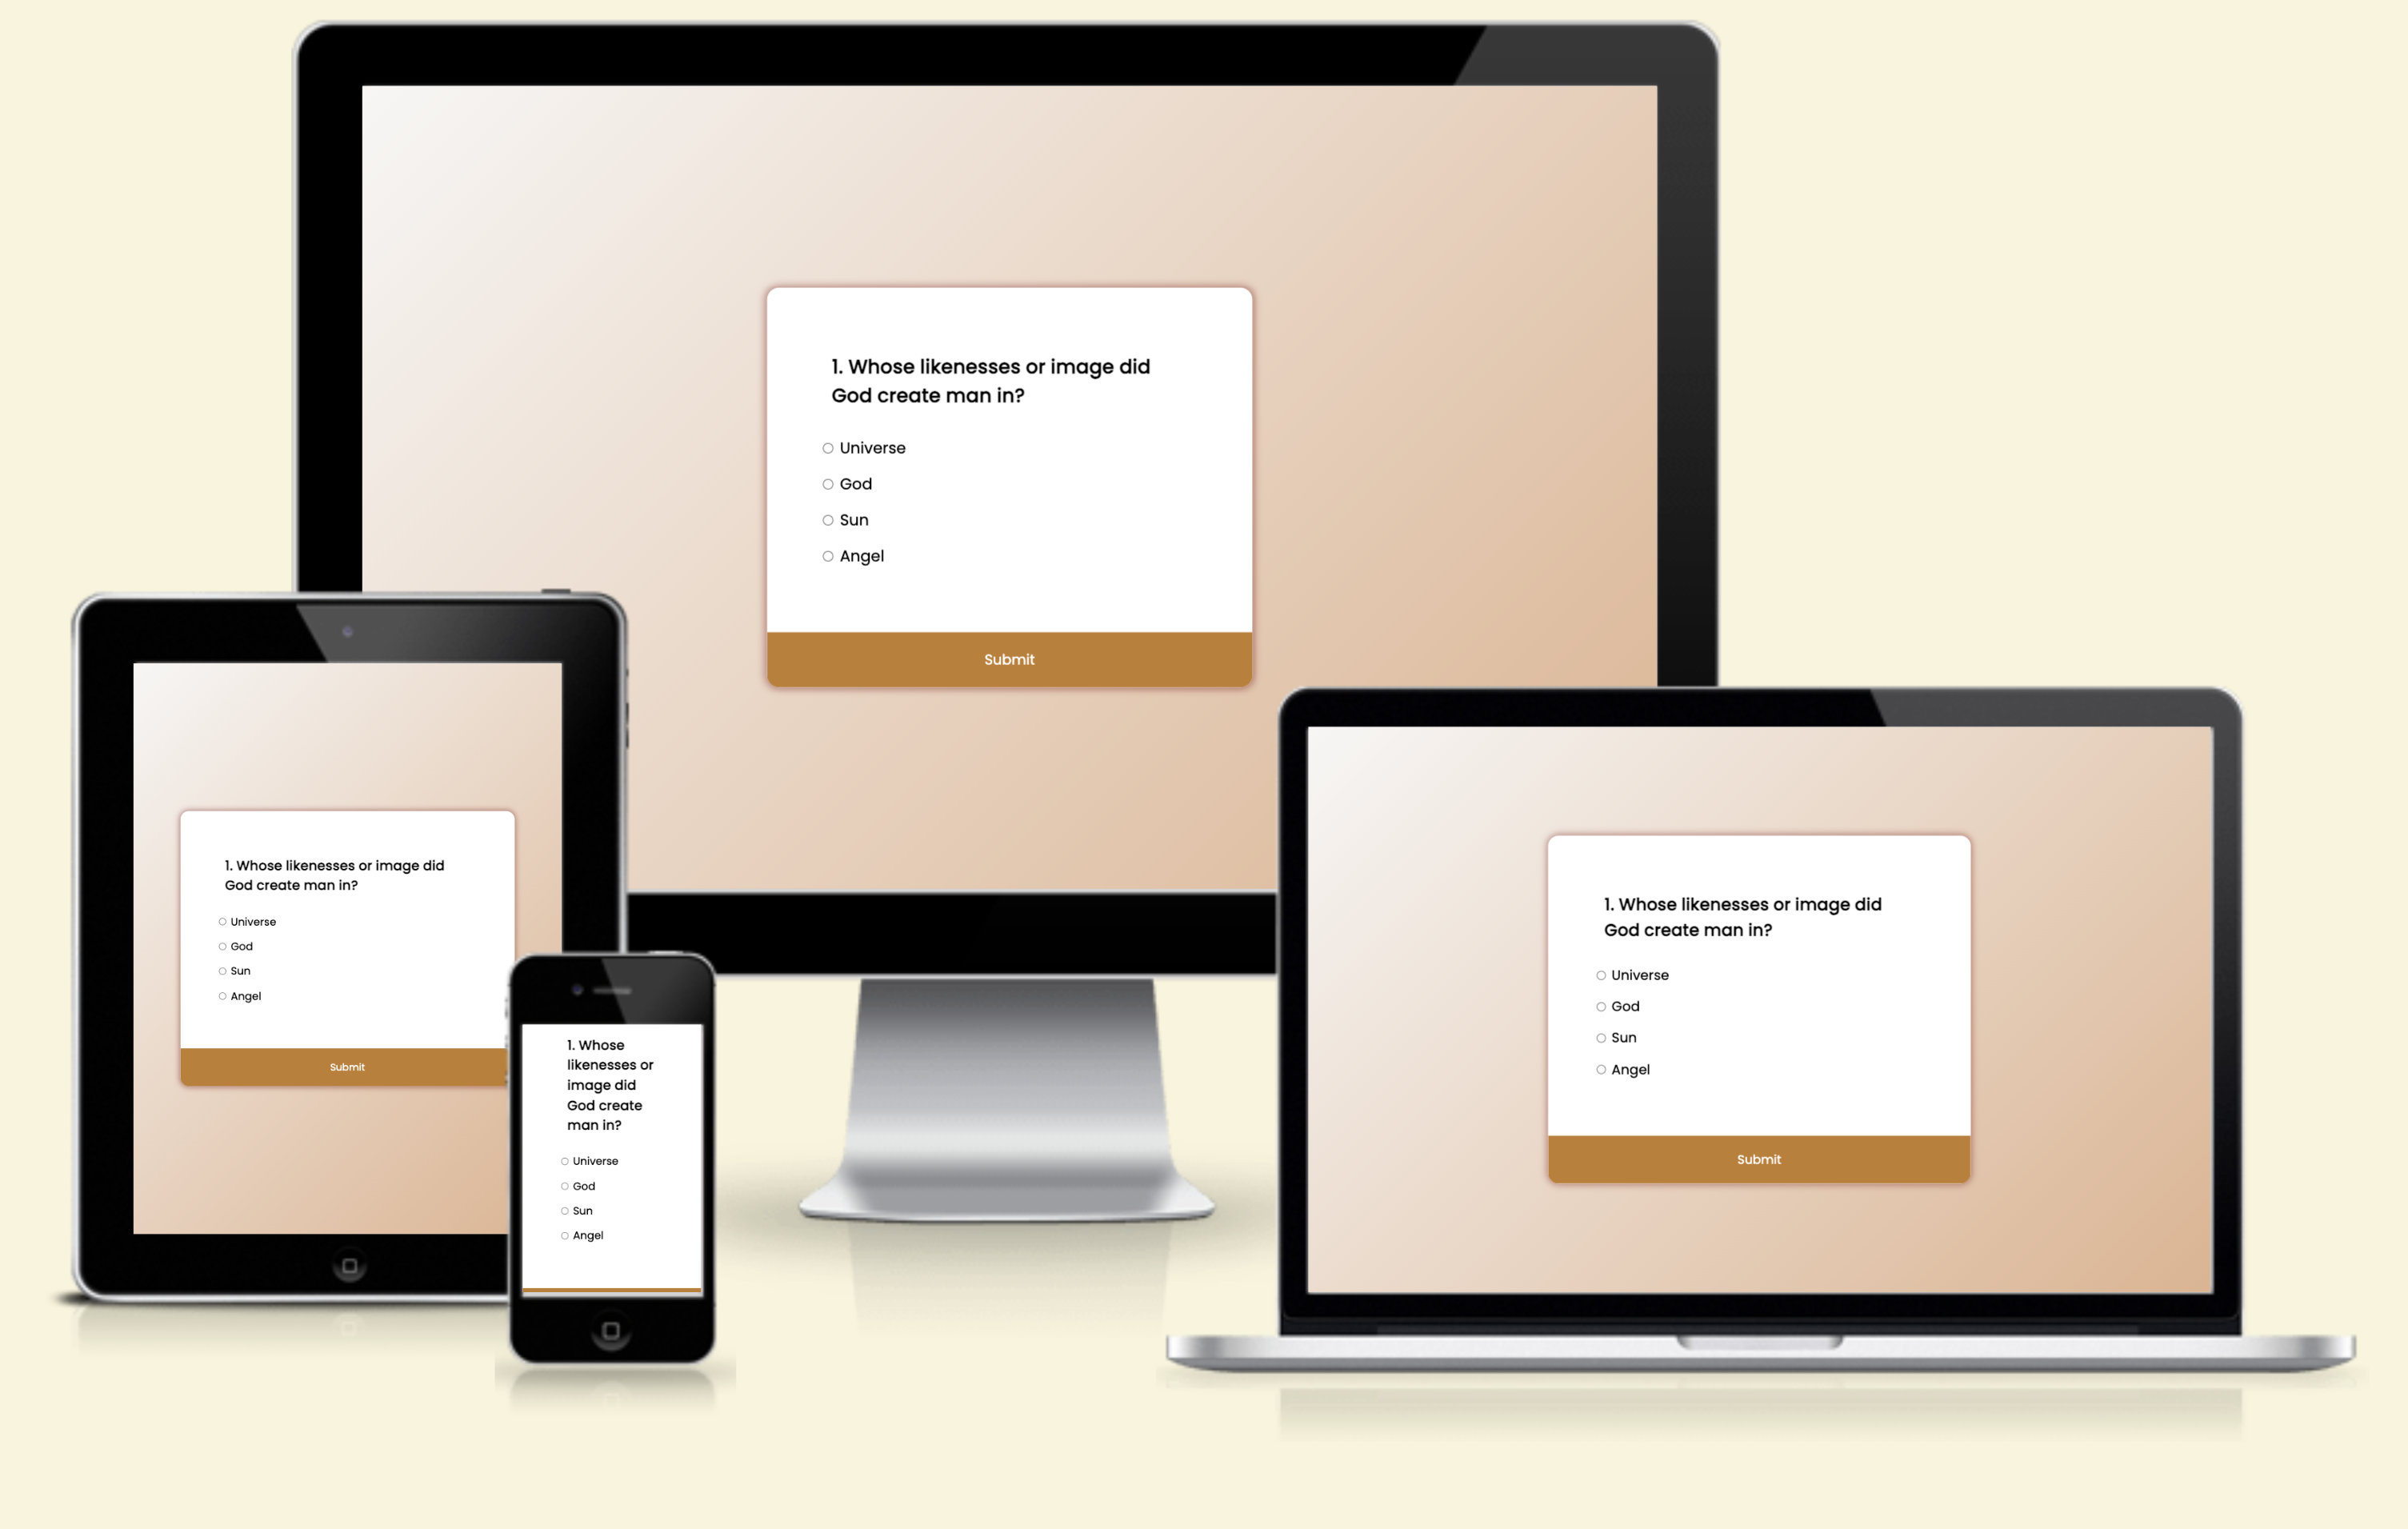 1. Whose likenesses or image did
God create man in?
Universe
God
Sun
Angel
Submit
1. Whose likenesses or image did
God create man in?
Universe
God
Sun
Angel
Submit
1. Whose
likenesses or
image did
God create
man in?
Universe
God
Sun
Angel
1. Whose likenesses or image did
God create man in?
Universe
God
Sun
Angel
Submit